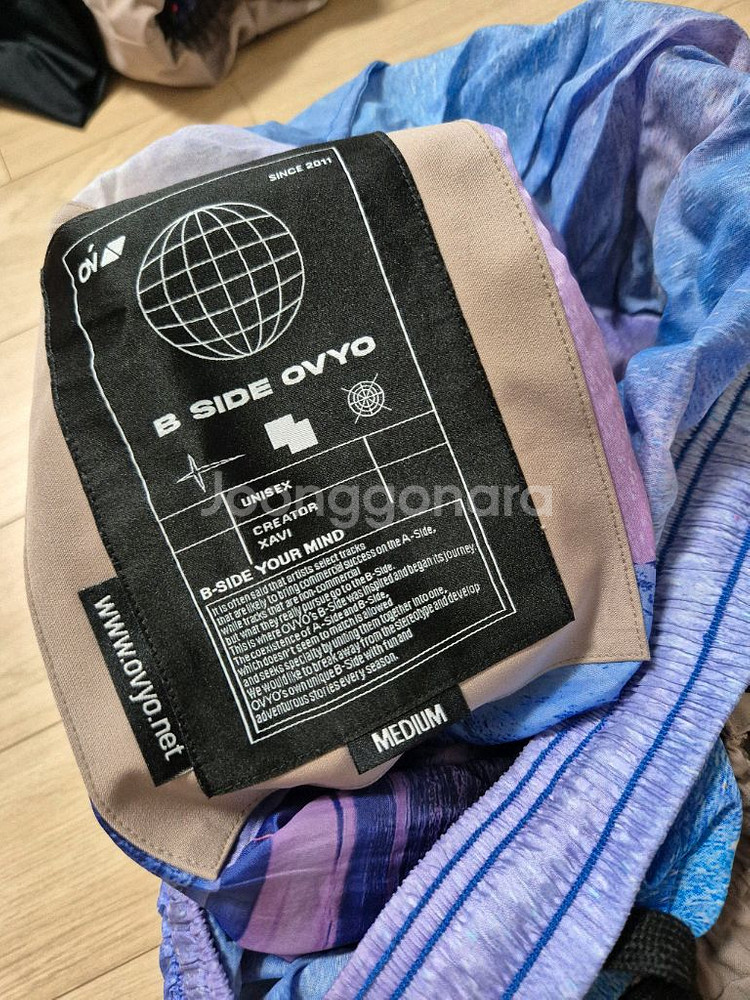 SINCE 2011
OV
B SIDE OVYO
UNISEX
CREATOR
XAVI
B-SIDE YOUR MIND
It is often said that artists select tracks
that are likely to bring commercial success on the A-Side,
while tracks that are non-commercial
but what they really pursue go to the B-Side.
This is where OVYO's B-Side was inspired and began its journey.
The coexistence of A-Side and B-Side,
which doesn't seem to match is allowed
and seeks specialty by uniting them together into one.
We would like to break away from the stereotype and develop
OVYO's own unique B-Side with fun and
adventurous stories every season.
www.ovyo.net
MEDIUM
Joonggonara